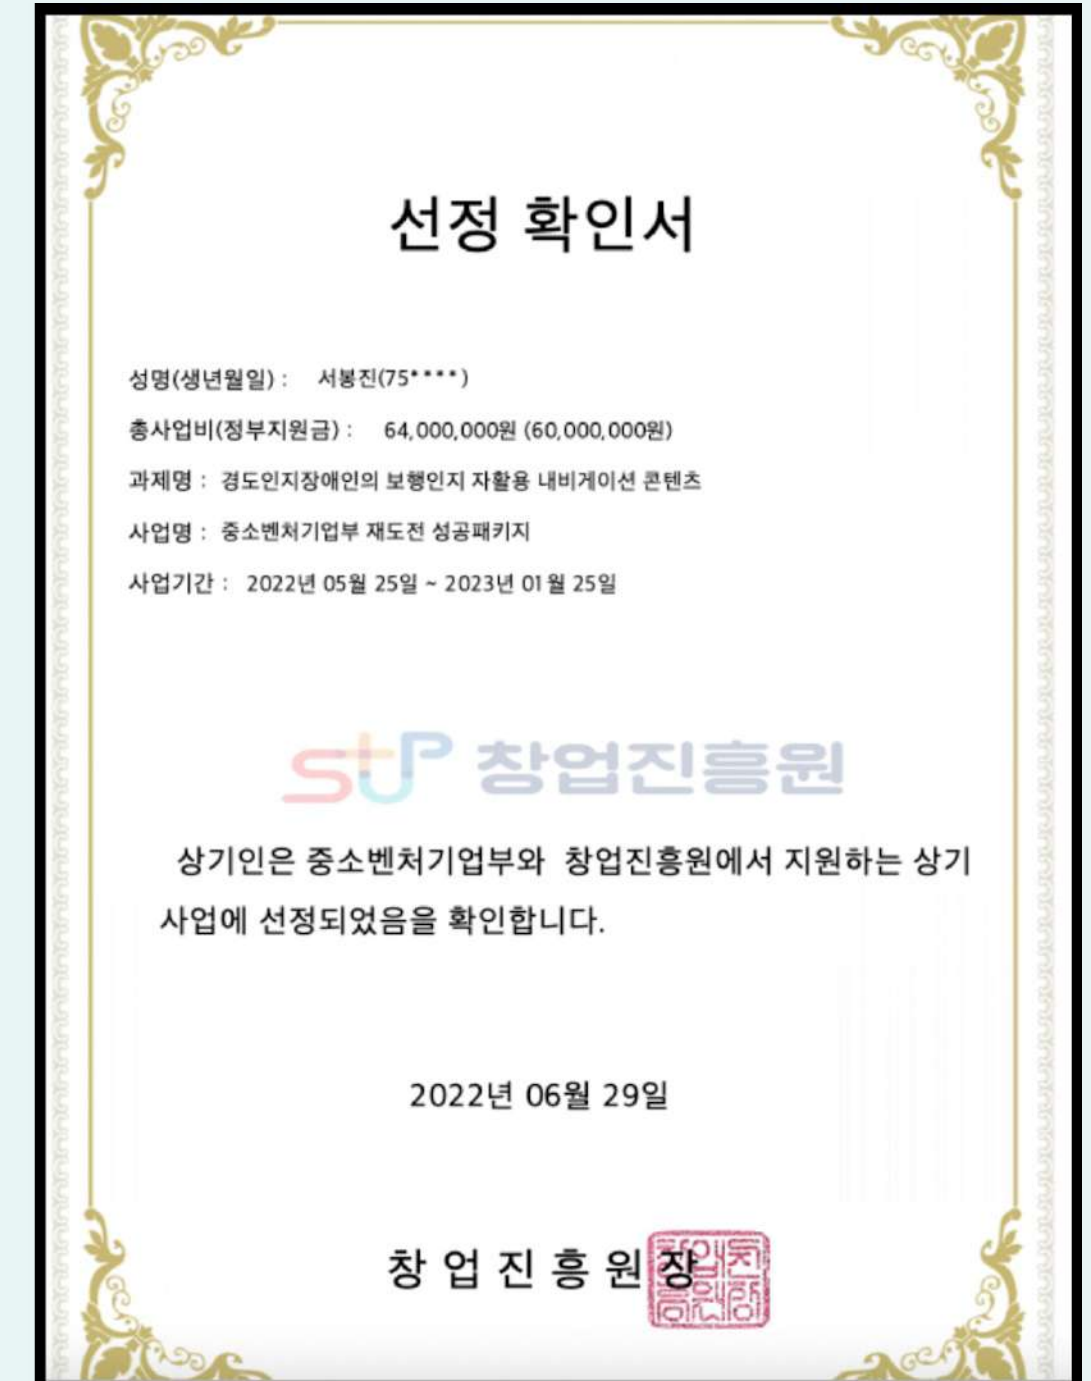 선정 확인서
성명(생년월일) : 서봉진(75****)
총사업비(정부지원금) : 64,000,000원 (60,000,000원)
과제명 : 경도인지장애인의 보행인지 자활용 내비게이션 콘텐츠
사업명 : 중소벤처기업부 재도전 성공패키지
사업기간 : 2022년 05월 25일 ~ 2023년 01월 25일
창업진흥원
상기인은 중소벤처기업부와 창업진흥원에서 지원하는 상기
사업에 선정되었음을 확인합니다.
2022년 06월 29일
창 업 진 흥 원 장